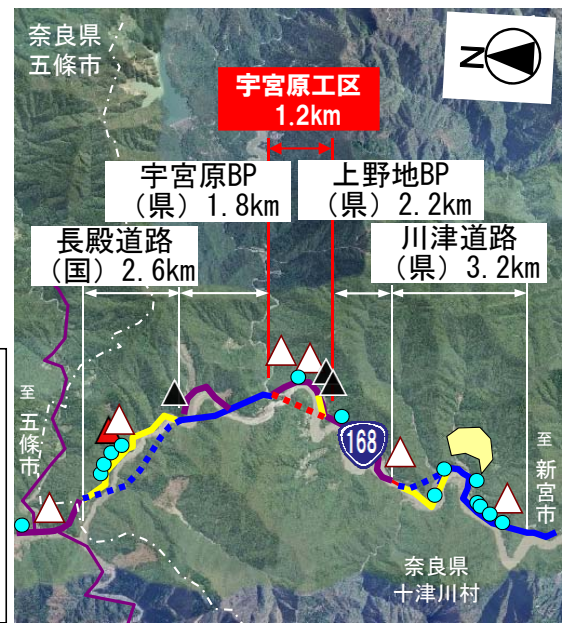 奈良県
五條市
N
宇宮原工区
1.2km
宇宮原BP
（県）1.8km
上野地BP
（県）2.2km
長殿道路
（国）2.6km
川津道路
（県）3.2km
至
五條市
168
至
新宮市
奈良県
十津川村